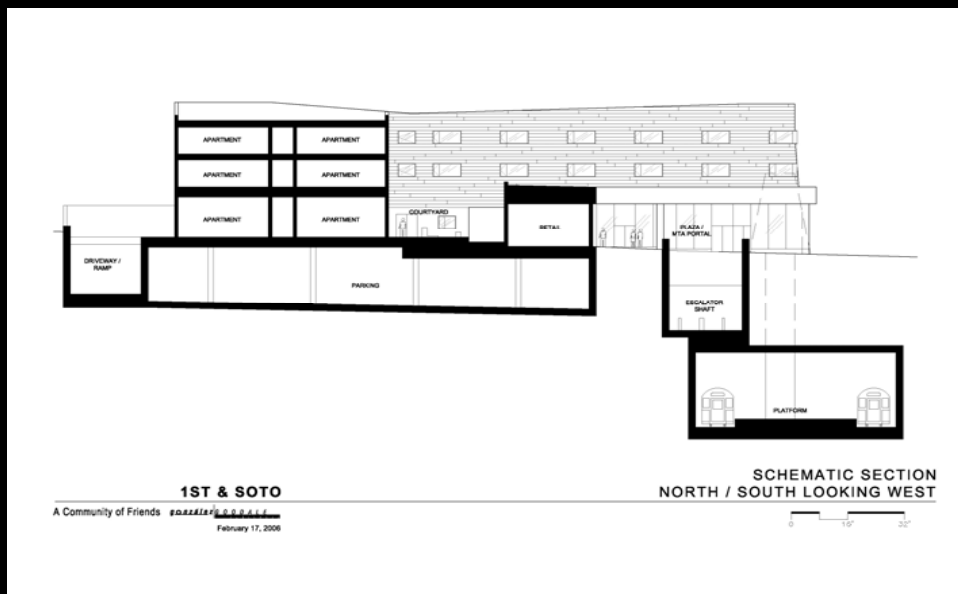 APARTMENT APARTMENT
APARTMENT APARTMENT
COURTYARD
APARTMENT APARTMENT
RETAIL
PLAZA /
MTA PORTAL
DRIVEWAY /
RAMP
PARKING
ESCALATOR
SHAFT
PLATFORM
1ST & SOTO
A Community of Friends
GOODALE
February 17, 2006
SCHEMATIC SECTION
NORTH / SOUTH LOOKING WEST
0 16' 32'